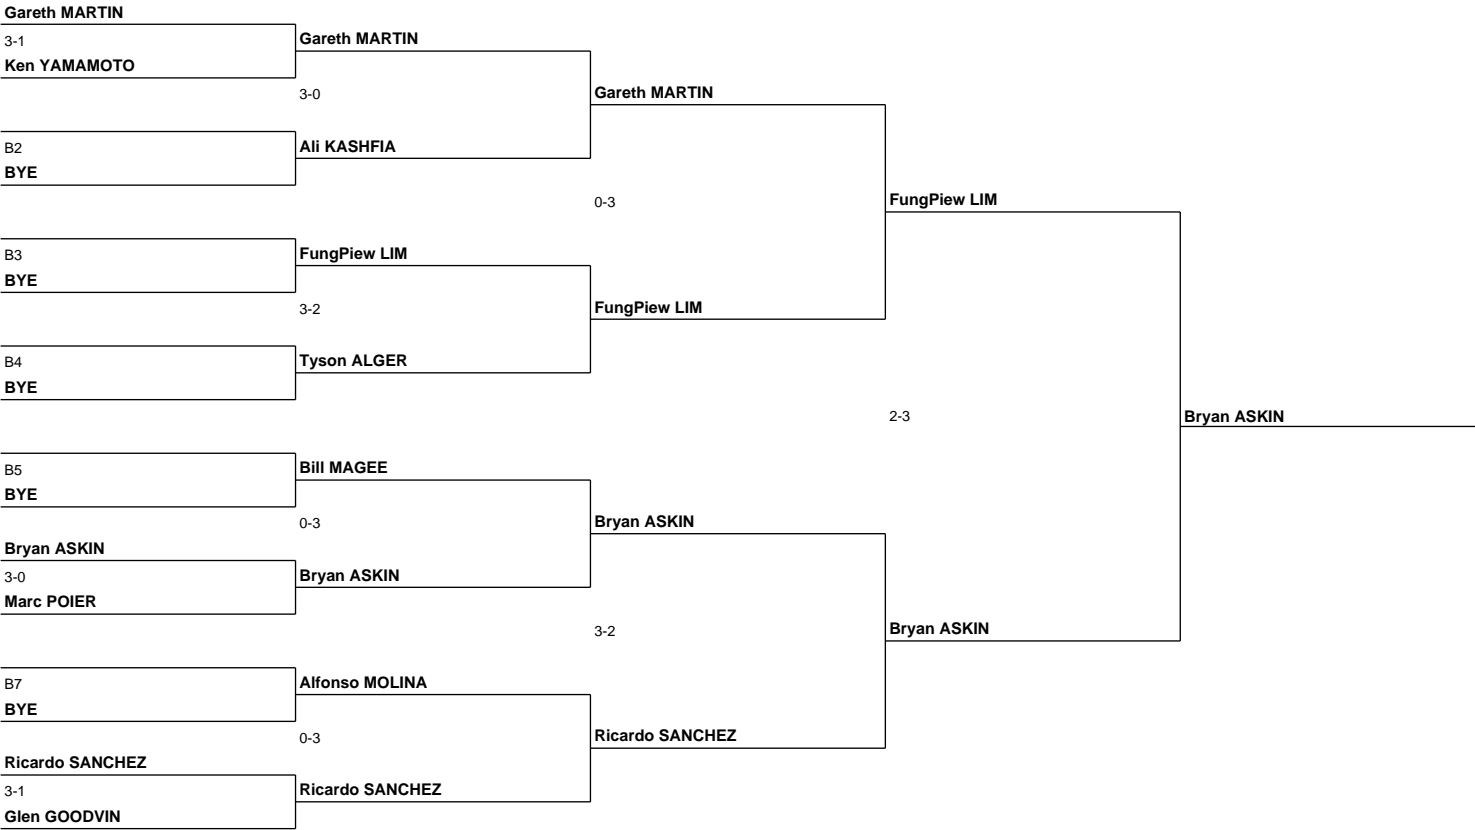 Gareth MARTIN
3-1
Ken YAMAMOTO
B2
BYE
B3
BYE
B4
BYE
B5
BYE
Bryan ASKIN
3-0
Marc POIER
B7
BYE
Ricardo SANCHEZ
3-1
Glen GOODVIN
Gareth MARTIN
3-0
Ali KASHFIA
FungPiew LIM
3-2
Tyson ALGER
Bill MAGEE
0-3
Bryan ASKIN
Alfonso MOLINA
0-3
Ricardo SANCHEZ
Gareth MARTIN
0-3
FungPiew LIM
Bryan ASKIN
3-2
Ricardo SANCHEZ
FungPiew LIM
2-3
Bryan ASKIN
Bryan ASKIN